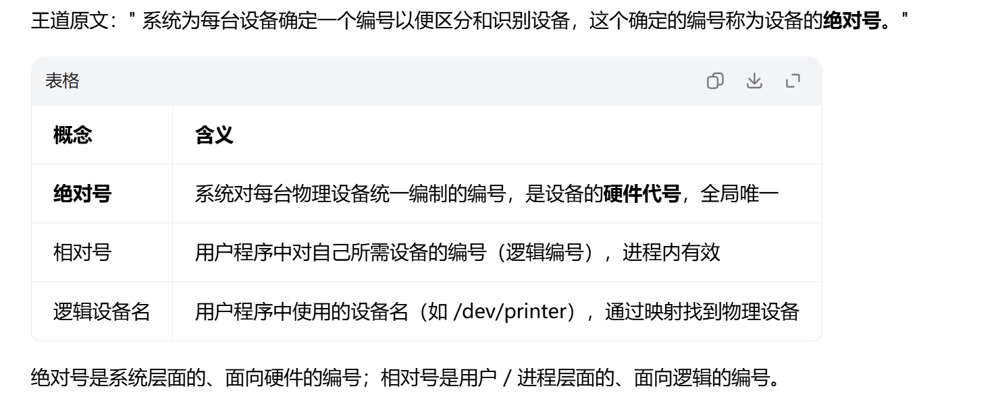 王道原文："系统为每台设备确定一个编号以便区分和识别设备，这个确定的编号称为设备的绝对号。"
表格
概念 含义
绝对号 系统对每台物理设备统一编制的编号，是设备的硬件代号，全局唯一
相对号 用户程序中对自己所需设备的编号（逻辑编号），进程内有效
逻辑设备名 用户程序中使用的设备名（如 /dev/printer），通过映射找到物理设备
绝对号是系统层面的、面向硬件的编号；相对号是用户 / 进程层面的、面向逻辑的编号。